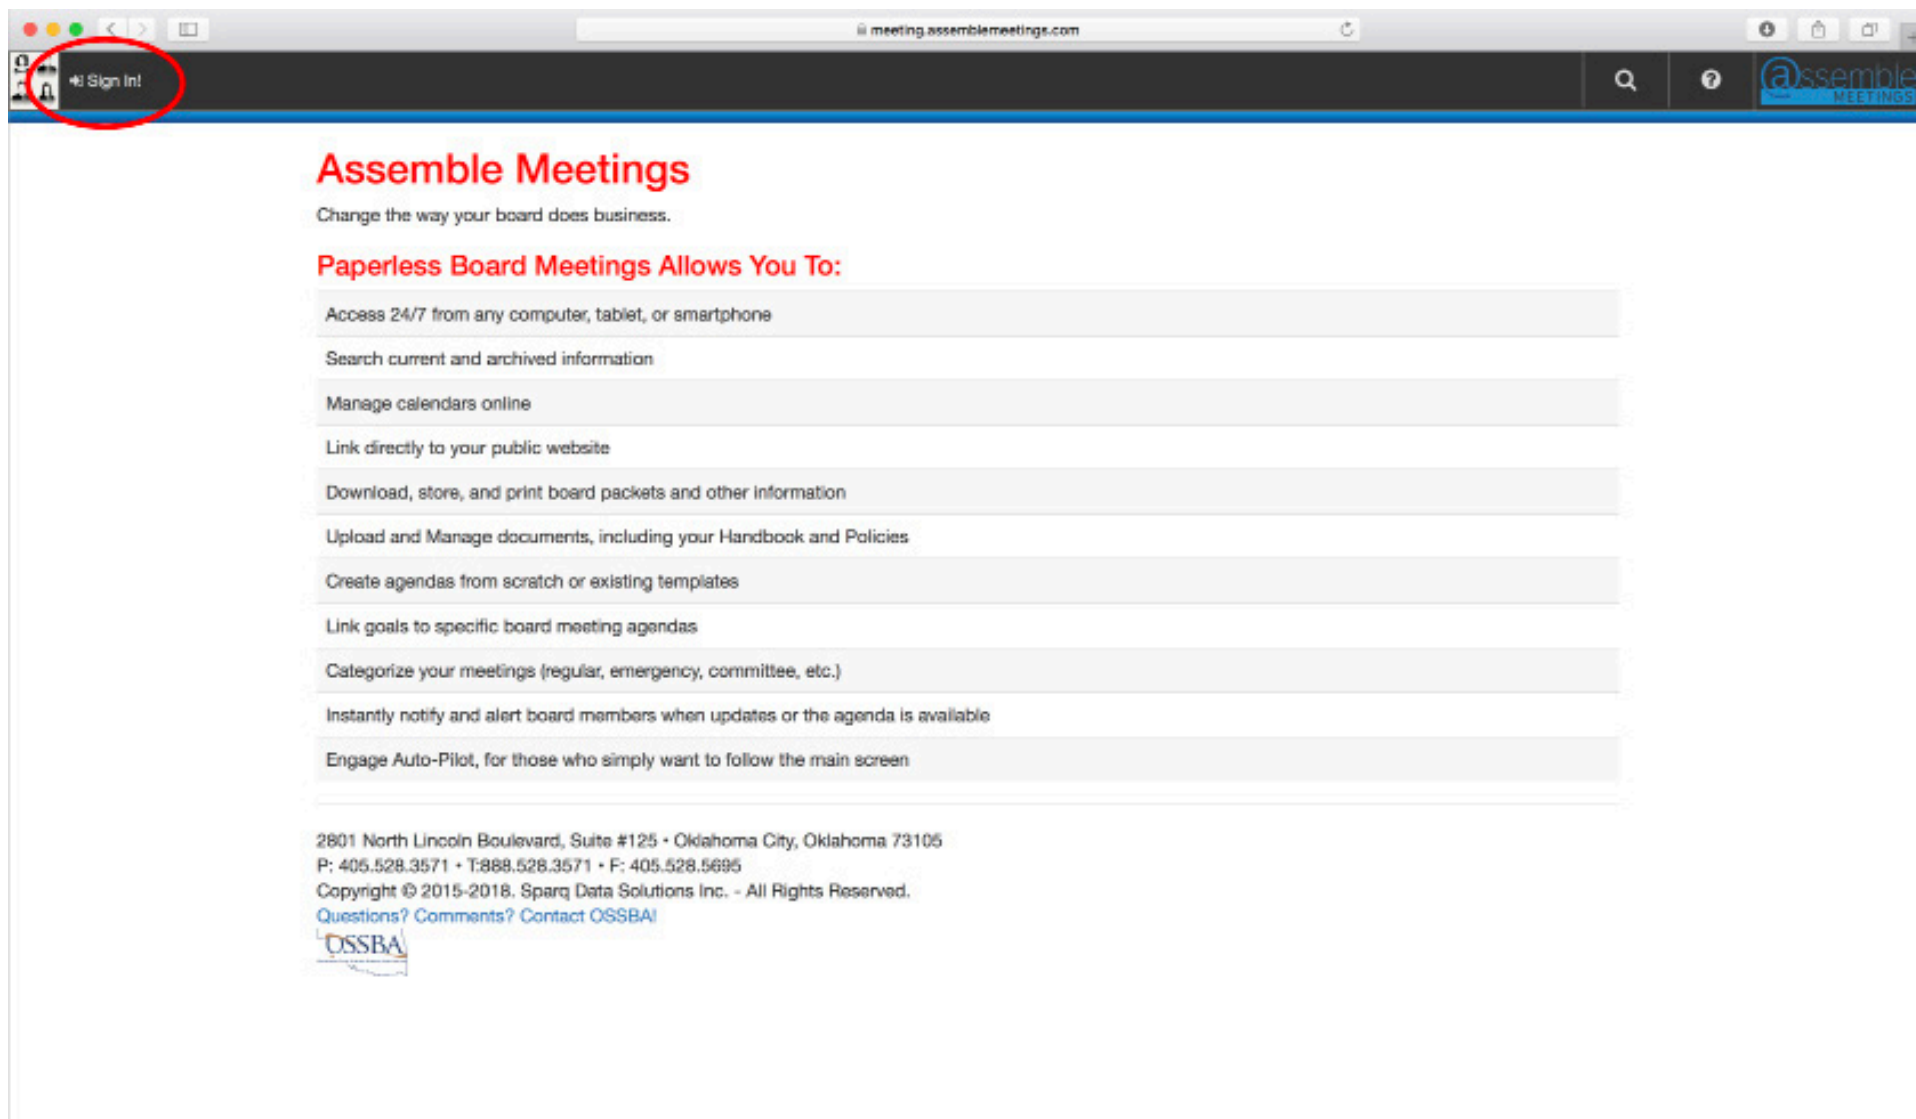 meeting.assemblemeetings.com
Sign In!
@ssemble
MEETINGS
Assemble Meetings
Change the way your board does business.
Paperless Board Meetings Allows You To:
Access 24/7 from any computer, tablet, or smartphone
Search current and archived information
Manage calendars online
Link directly to your public website
Download, store, and print board packets and other information
Upload and Manage documents, including your Handbook and Policies
Create agendas from scratch or existing templates
Link goals to specific board meeting agendas
Categorize your meetings (regular, emergency, committee, etc.)
Instantly notify and alert board members when updates or the agenda is available
Engage Auto-Pilot, for those who simply want to follow the main screen
2801 North Lincoln Boulevard, Suite #125 • Oklahoma City, Oklahoma 73105
P: 405.528.3571 • T:888.528.3571 • F: 405.528.5695
Copyright © 2015-2018. Sparq Data Solutions Inc. - All Rights Reserved.
Questions? Comments? Contact OSSBA!
OSSBA